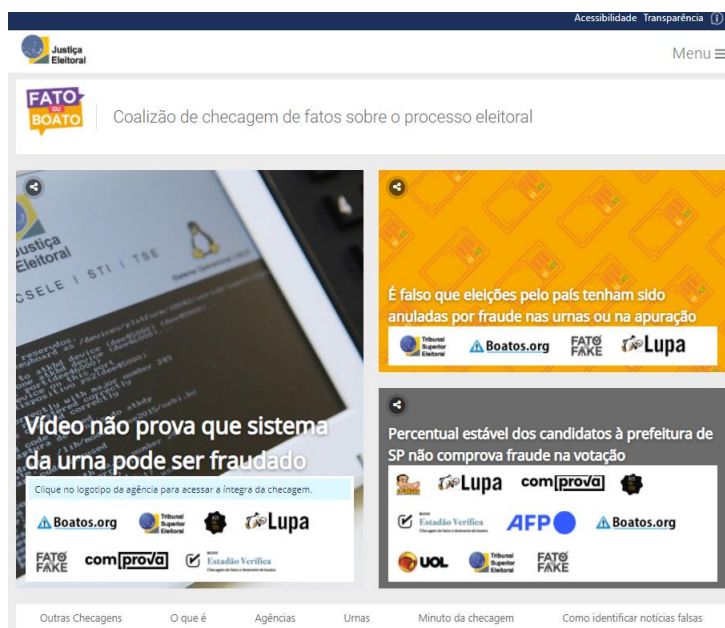 Acessibilidade Transparência
Justiça
Eleitoral
Menu
FATO
OU
BOATO
Coalizão de checagem de fatos sobre o processo eleitoral
Justiça
Eleitoral
CSELE | STI | TSE
Vídeo não prova que sistema
da urna pode ser fraudado
Clique no logotipo da agência para acessar a íntegra da checagem.
Boatos.org
Tribunal
Superior
Eleitoral
Lupa
FATO
FAKE
comprova
Estadão Verifica
É falso que eleições pelo país tenham sido
anuladas por fraude nas urnas ou na apuração
Tribunal
Superior
Eleitoral
Boatos.org
FATO
FAKE
Lupa
Percentual estável dos candidatos à prefeitura de
SP não comprova fraude na votação
Lupa
comprova
Estadão Verifica
AFP
Boatos.org
UOL
Tribunal
Superior
Eleitoral
FATO
FAKE
Outras Checagens O que é Agências Urnas Minuto da checagem Como identificar notícias falsas